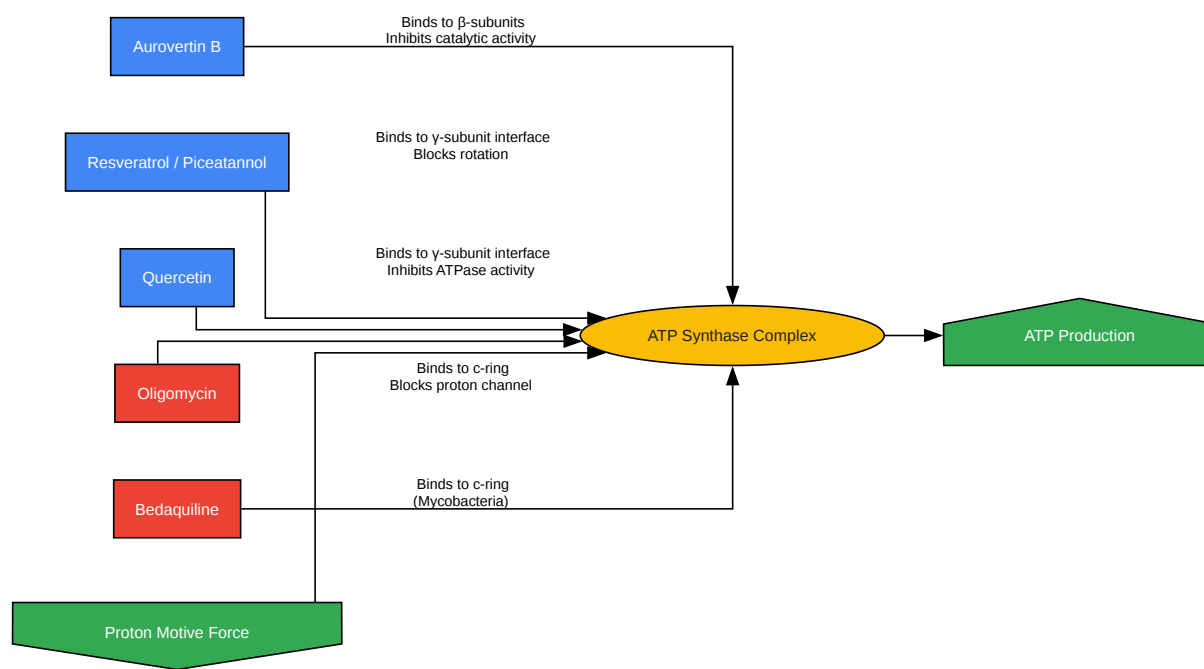 Aurovertin B
Binds to β-subunits
Inhibits catalytic activity
Resveratrol / Piceatannol
Binds to γ-subunit interface
Blocks rotation
Quercetin
Binds to γ-subunit interface
Inhibits ATPase activity
ATP Synthase Complex
ATP Production
Oligomycin
Binds to c-ring
Blocks proton channel
Bedaquiline
Binds to c-ring
(Mycobacteria)
Proton Motive Force